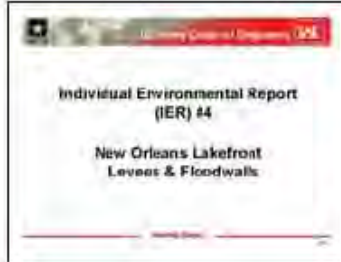 Individual Environmental Report
(IER) #4
New Orleans Lakefront
Levees & Floodwalls